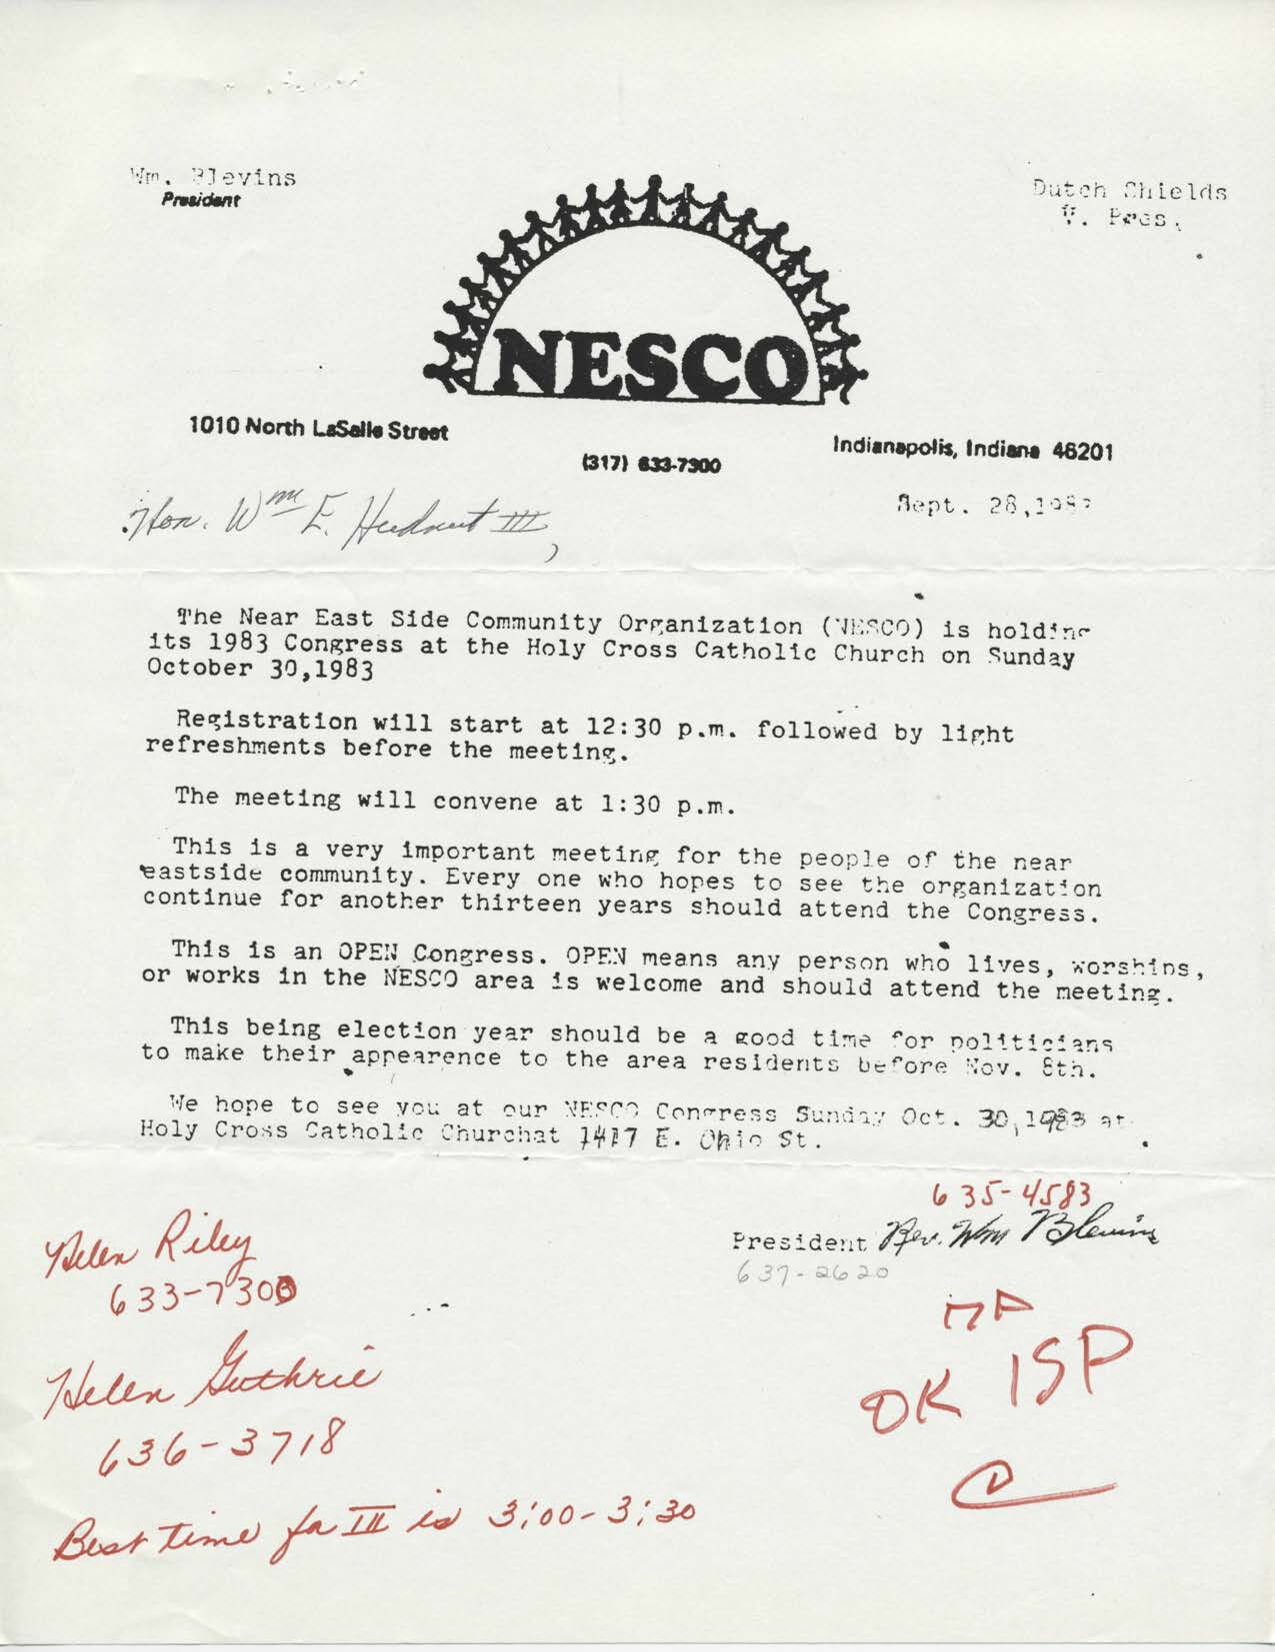 Wm. Blevins
President
Dutch Shields
V. Pres.
NESCO
1010 North LaSalle Street
(317) 633-7300
Indianapolis, Indiana 46201
Sept. 28,1983
Hon. Wm E. Hudnut III,
The Near East Side Community Organization (NESCO) is holding
its 1983 Congress at the Holy Cross Catholic Church on Sunday
October 30,1983
Registration will start at 12:30 p.m. followed by light
refreshments before the meeting.
The meeting will convene at 1:30 p.m.
This is a very important meeting for the people of the near
eastside community. Every one who hopes to see the organization
continue for another thirteen years should attend the Congress.
This is an OPEN Congress. OPEN means any person who lives, worships,
or works in the NESCO area is welcome and should attend the meeting.
This being election year should be a good time for politicians
to make their appearence to the area residents before Nov. 8th.
We hope to see you at our NESCO Congress Sunday Oct. 30,1983 at
Holy Cross Catholic Churchat 1417 E. Ohio St.
635-4583
President Rev. Wm Blevins
637-2620
Helen Riley
633-7300
Helen Guthrie
636-3718
OK ISP
Best time for III is 3:00-3:30